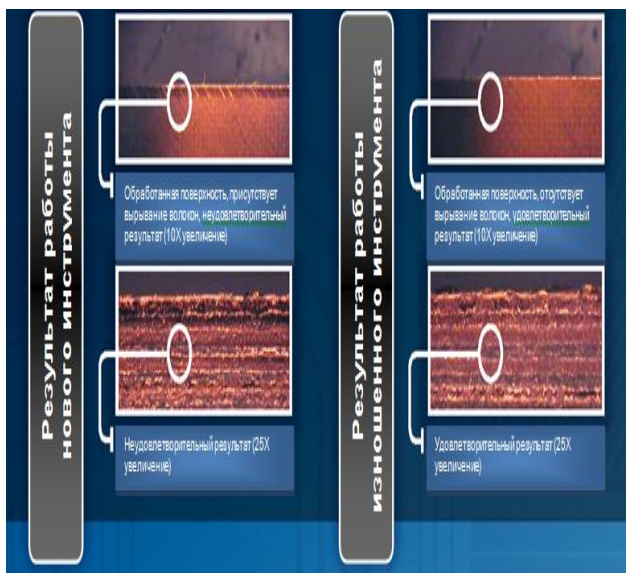 Результат работы
нового инструмента
Обработанная поверхность, присутствует
вырывание волокон, неудовлетворительный
результат (10X увеличение)
Неудовлетворительный результат (25X
увеличение)
Результат работы
изношенного инструмента
Обработанная поверхность, отсутствует
вырывание волокон, удовлетворительный
результат (10X увеличение)
Удовлетворительный результат (25X
увеличение)